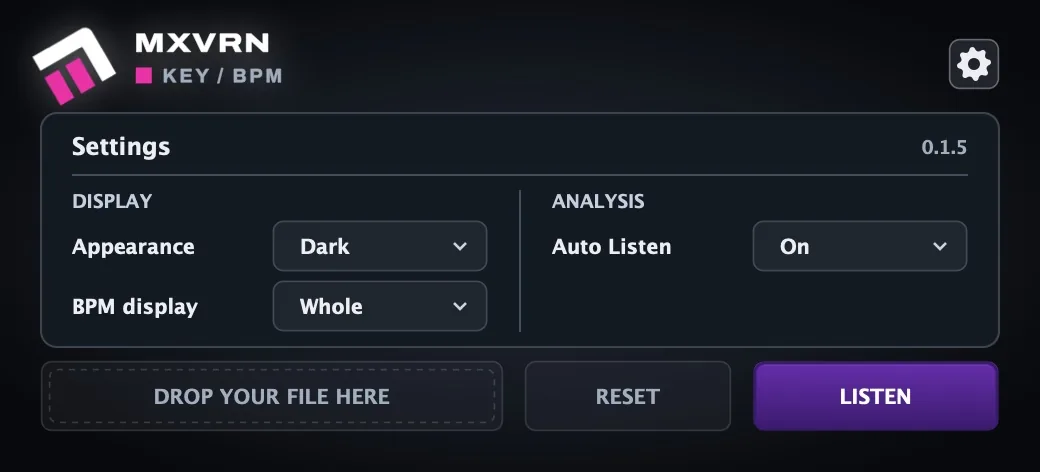 MXVRN
KEY / BPM
Settings
0.1.5
DISPLAY
Appearance
Dark
BPM display
Whole
ANALYSIS
Auto Listen
On
DROP YOUR FILE HERE
RESET
LISTEN